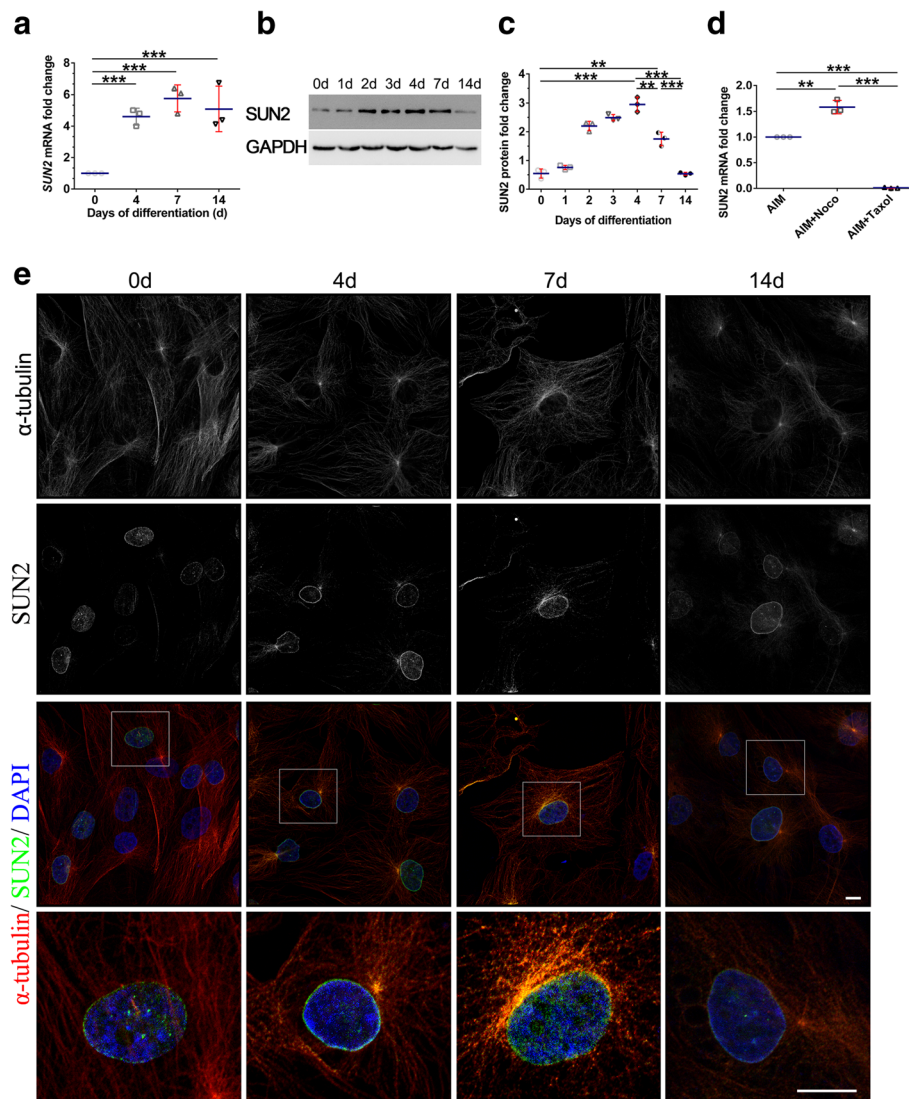 a
***
***
***
SUN2 mRNA fold change
8
6
4
2
0
0 4 7 14
Days of differentiation (d)
b
0d 1d 2d 3d 4d 7d 14d
SUN2
GAPDH
c
**
*** ***
** ***
SUN2 protein fold change
4
3
2
1
0
0 1 2 3 4 7 14
Days of differentiation
d
***
** ***
SUN2 mRNA fold change
2.0
1.5
1.0
0.5
0.0
AIM
AIM+Noco
AIM+Taxol
e
0d 4d 7d 14d
α-tubulin
SUN2
α-tubulin/ SUN2/ DAPI